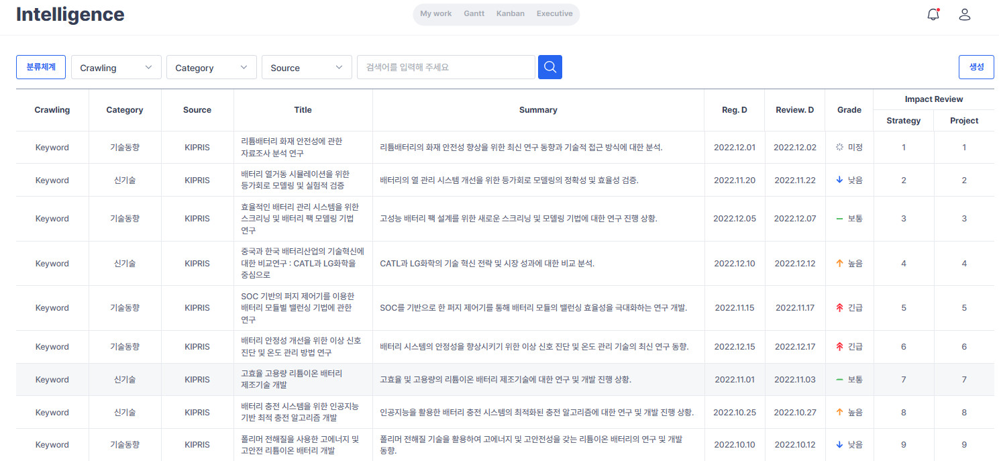 Intelligence
My work Gantt Kanban Executive
분류체계 Crawling Category Source 검색어를 입력해 주세요 생성
Crawling Category Source Title Summary Reg. D Review. D Grade Impact Review
Strategy Project
Keyword 기술동향 KIPRIS 리튬배터리 화재 안전성에 관한 리튬배터리의 화재 안전성 향상을 위한 최신 연구 동향과 기술적 접근 방식에 대한 분석. 2022.12.01 2022.12.02 미정 1 1
자료조사 분석 연구
Keyword 신기술 KIPRIS 배터리 열거동 시뮬레이션을 위한 배터리의 열 관리 시스템 개선을 위한 등가회로 모델링의 정확성 및 효율성 검증. 2022.11.20 2022.11.22 낮음 2 2
등가회로 모델링 및 실험적 검증
효율적인 배터리 관리 시스템을 위한
Keyword 기술동향 KIPRIS 스크리닝 및 배터리 팩 모델링 기법 고성능 배터리 팩 설계를 위한 새로운 스크리닝 및 모델링 기법에 대한 연구 진행 상황. 2022.12.05 2022.12.07 보통 3 3
연구
중국과 한국 배터리산업의 기술혁신에
Keyword 신기술 KIPRIS 대한 비교연구 : CATL과 LG화학을 CATL과 LG화학의 기술 혁신 전략 및 시장 성과에 대한 비교 분석. 2022.12.10 2022.12.12 높음 4 4
중심으로
SOC 기반의 퍼지 제어기를 이용한
Keyword 기술동향 KIPRIS 배터리 모듈별 밸런싱 기법에 관한 SOC를 기반으로 한 퍼지 제어기를 통해 배터리 모듈의 밸런싱 효율성을 극대화하는 연구 개발. 2022.11.15 2022.11.17 긴급 5 5
연구
Keyword 기술동향 KIPRIS 배터리 안정성 개선을 위한 이상 신호 배터리 시스템의 안정성을 향상시키기 위한 이상 신호 진단 및 온도 관리 기술의 최신 연구 동향. 2022.12.15 2022.12.17 긴급 6 6
진단 및 온도 관리 방법 연구
Keyword 신기술 KIPRIS 고효율 고용량 리튬이온 배터리 고효율 및 고용량의 리튬이온 배터리 제조기술에 대한 연구 및 개발 진행 상황. 2022.11.01 2022.11.03 보통 7 7
제조기술 개발
Keyword 신기술 KIPRIS 배터리 충전 시스템을 위한 인공지능 인공지능을 활용한 배터리 충전 시스템의 최적화된 충전 알고리즘에 대한 연구 및 개발 진행 상황. 2022.10.25 2022.10.27 높음 8 8
기반 최적 충전 알고리즘 개발
Keyword 기술동향 KIPRIS 폴리머 전해질을 사용한 고에너지 및 폴리머 전해질 기술을 활용하여 고에너지 및 고안전성을 갖는 리튬이온 배터리의 연구 및 개발 2022.10.10 2022.10.12 낮음 9 9
고안전 리튬이온 배터리 개발 동향.